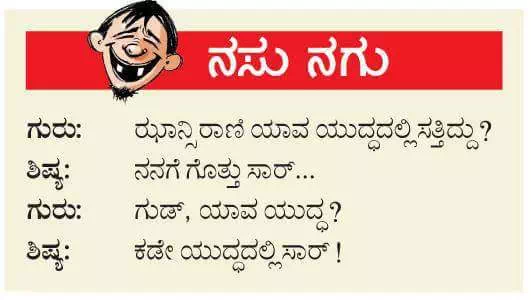 ನಸು ನಗು
ಗುರು: ಝಾನ್ಸಿರಾಣಿ ಯಾವ ಯುದ್ಧದಲ್ಲಿ ಸತ್ತಿದ್ದು?
ಶಿಷ್ಯ: ನನಗೆ ಗೊತ್ತು ಸಾರ್...
ಗುರು: ಗುಡ್, ಯಾವ ಯುದ್ಧ?
ಶಿಷ್ಯ: ಕಡೇ ಯುದ್ಧದಲ್ಲಿ ಸಾರ್!